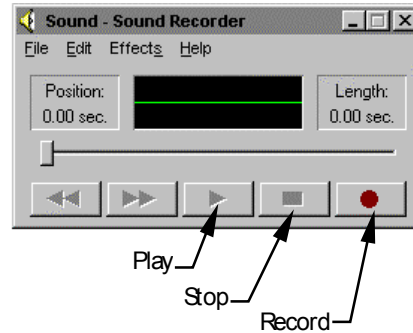 Sound - Sound Recorder
File Edit Effects Help
Position: Length:
0.00 sec. 0.00 sec.
Play
Stop
Record